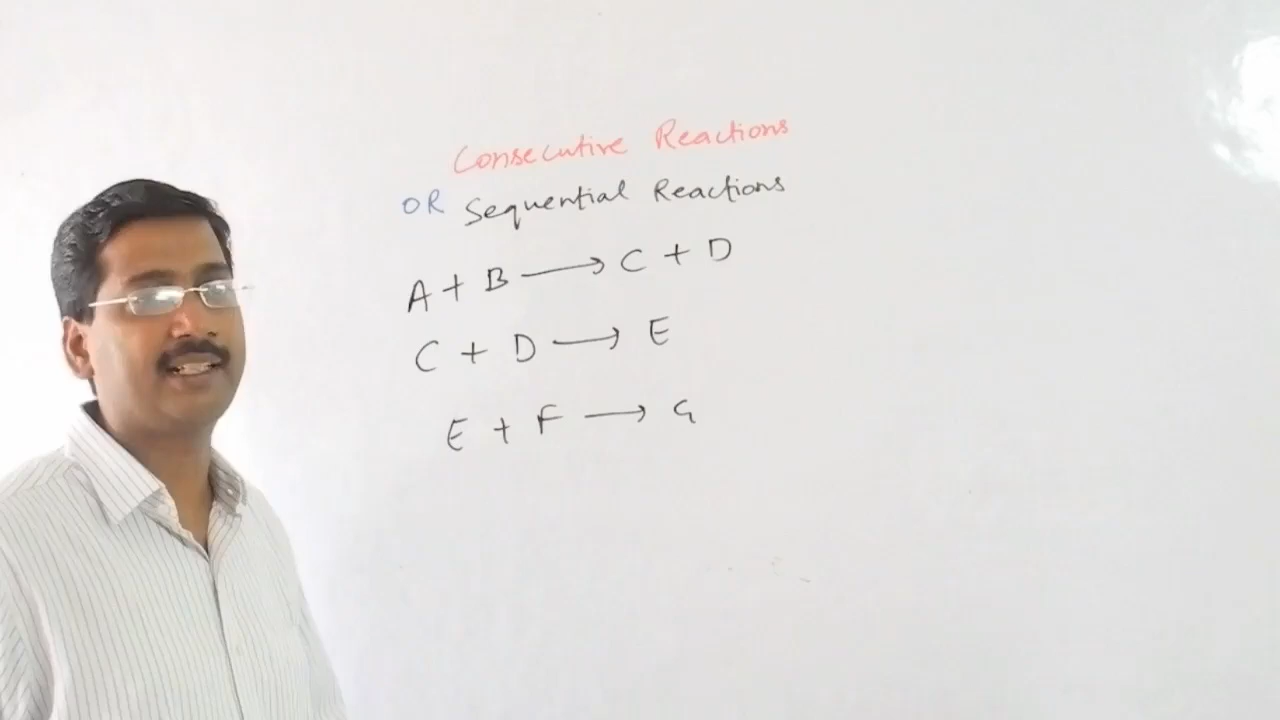 Consecutive Reactions
OR Sequential Reactions
A + B ⟶ C + D
C + D ⟶ E
E + F ⟶ G